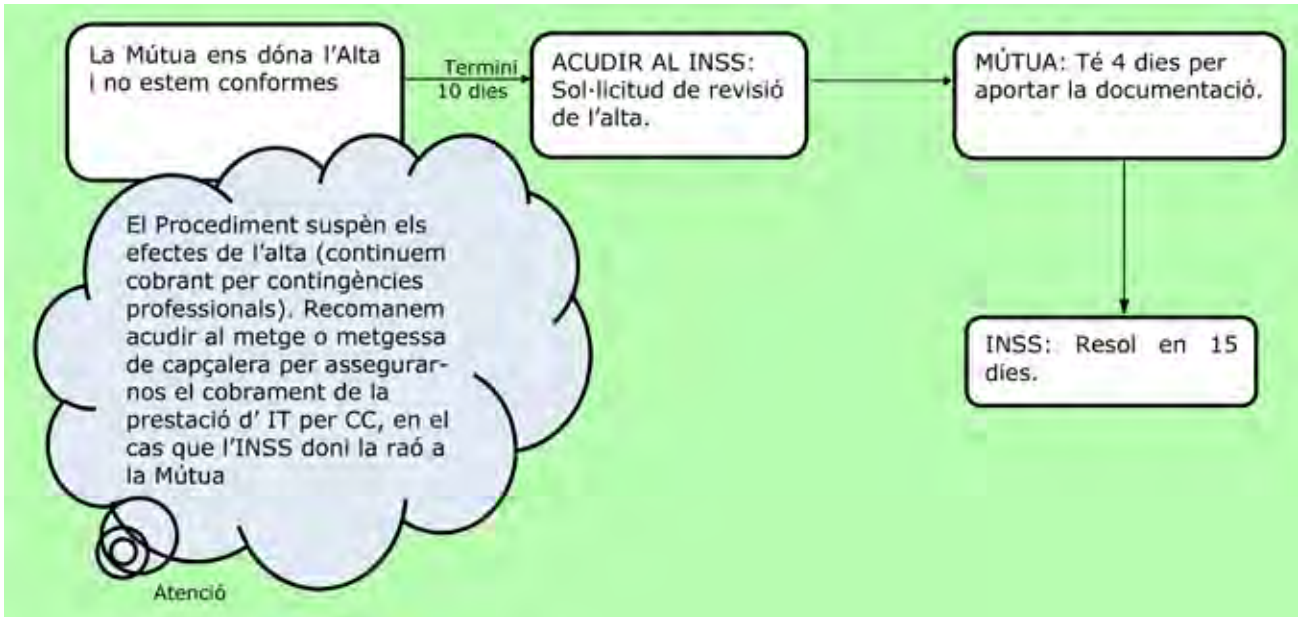 La Mútua ens dóna l'Alta
i no estem conformes
Termini
10 dies
ACUDIR AL INSS:
Sol·licitud de revisió
de l'alta.
MÚTUA: Té 4 dies per
aportar la documentació.
INSS: Resol en 15
dies.
El Procediment suspèn els
efectes de l'alta (continuem
cobrant per contingències
professionals). Recomanem
acudir al metge o metgessa
de capçalera per assegurar-
nos el cobrament de la
prestació d' IT per CC, en el
cas que l'INSS doni la raó a
la Mútua
Atenció